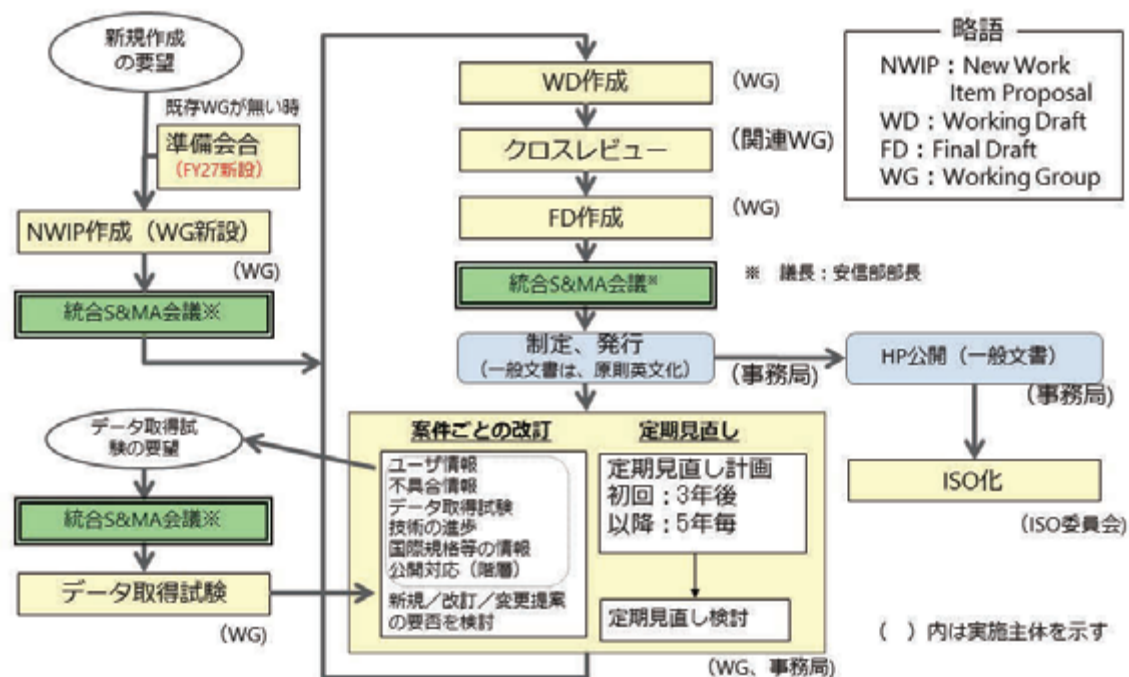 新規作成
の要望
既存WGが無い時
準備会合
(FY27新設)
NWIP作成（WG新設）
(WG)
統合S&MA会議※
データ取得試
験の要望
統合S&MA会議※
データ取得試験
(WG)
WD作成
(WG)
クロスレビュー
(関連WG)
FD作成
(WG)
統合S&MA会議※
※ 議長：安信部部長
制定、発行
(一般文書は、原則英文化)
(事務局)
HP公開（一般文書）
(事務局)
ISO化
(ISO委員会)
案件ごとの改訂
ユーザ情報
不具合情報
データ取得試験
技術の進歩
国際規格等の情報
公開対応（階層）
新規／改訂／変更提案
の要否を検討
定期見直し
定期見直し計画
初回：3年後
以降：5年毎
定期見直し検討
(WG、事務局)
( ）内は実施主体を示す
略語
NWIP：New Work
Item Proposal
WD：Working Draft
FD：Final Draft
WG：Working Group